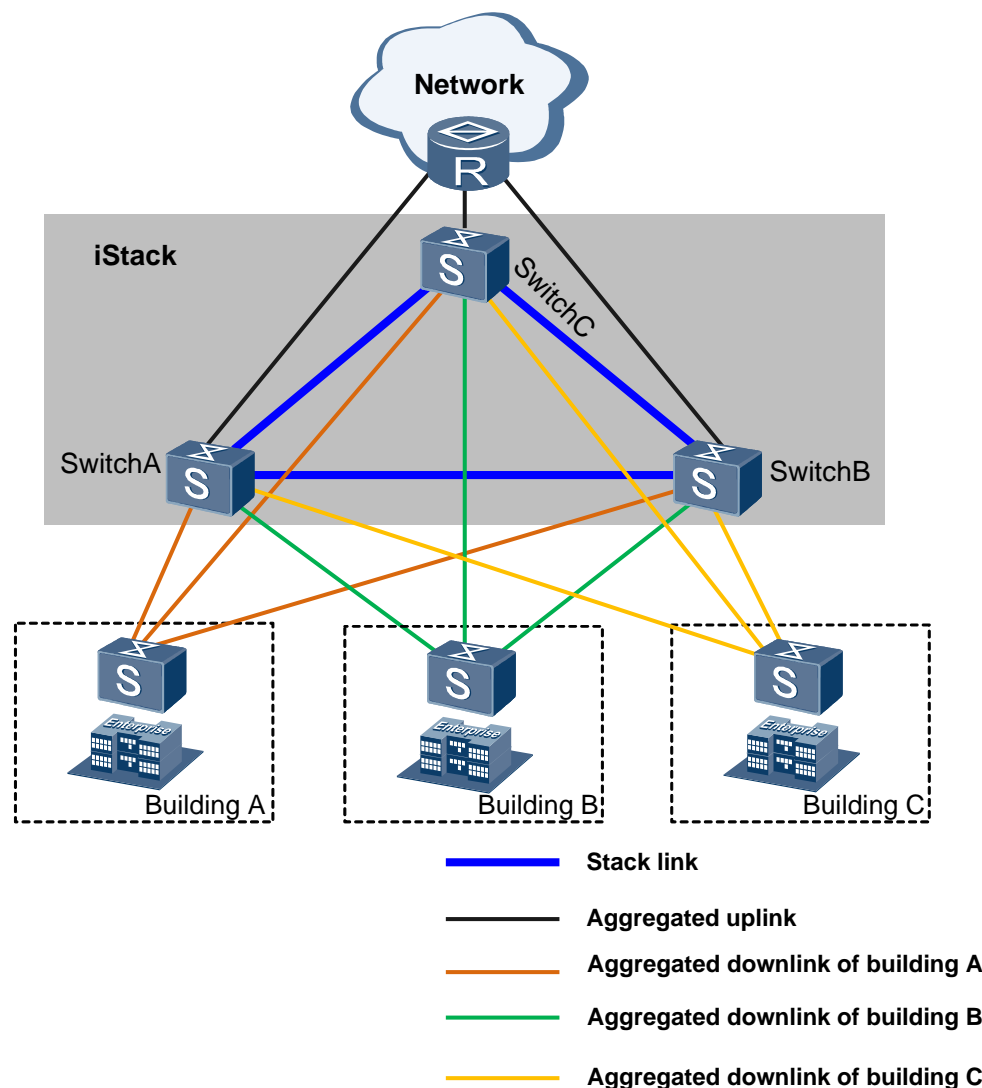 Network
R
iStack
S
SwitchC
SwitchA
S
S
SwitchB
S
S
S
Enterprise
Enterprise
Enterprise
Building A
Building B
Building C
Stack link
Aggregated uplink
Aggregated downlink of building A
Aggregated downlink of building B
Aggregated downlink of building C